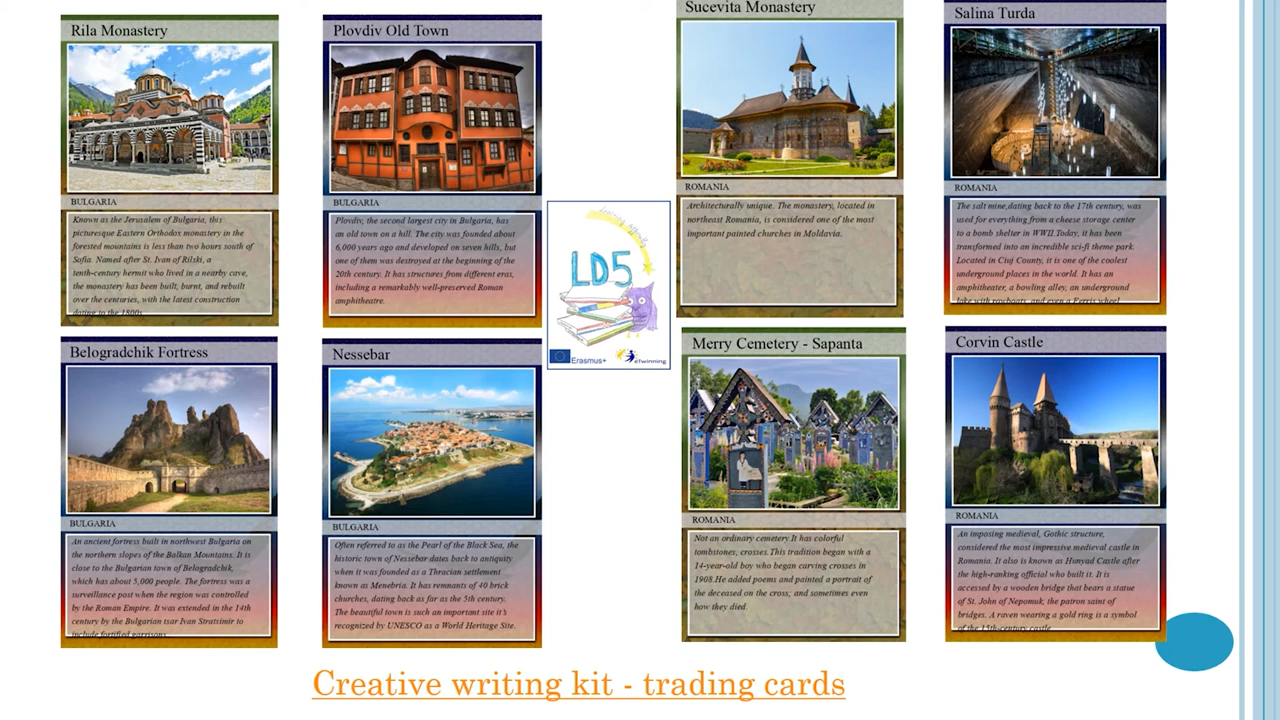 Rila Monastery
BULGARIA
Known as the Jerusalem of Bulgaria, this
picturesque Eastern Orthodox monastery in the
forested mountains is less than two hours south of
Sofia. Named after St. Ivan of Rilski, a
tenth-century hermit who lived in a nearby cave,
the monastery has been built, burnt, and rebuilt
over the centuries, with the latest construction
dating to the 1800s.
Plovdiv Old Town
BULGARIA
Plovdiv, the second largest city in Bulgaria, has
an old town on a hill. The city was founded about
6,000 years ago and developed on seven hills, but
one of them was destroyed at the beginning of the
20th century. It has structures from different eras,
including a remarkably well-preserved Roman
amphitheatre.
Sucevita Monastery
ROMANIA
Architecturally unique. The monastery, located in
northeast Romania, is considered one of the most
important painted churches in Moldavia.
Salina Turda
ROMANIA
The salt mine,dating back to the 17th century, was
used for everything from a cheese storage center
to a bomb shelter in WWII.Today, it has been
transformed into an incredible sci-fi theme park.
Located in Cluj County, it is one of the coolest
underground places in the world. It has an
amphitheater, a bowling alley, an underground
lake with rowboats, and even a Ferris wheel
LD5
Erasmus+
eTwinning
Belogradchik Fortress
BULGARIA
An ancient fortress built in northwest Bulgaria on
the northern slopes of the Balkan Mountains. It is
close to the Bulgarian town of Belogradchik,
which has about 5,000 people. The fortress was a
surveillance post when the region was controlled
by the Roman Empire. It was extended in the 14th
century by the Bulgarian tsar Ivan Stratsimir to
include fortified garrisons.
Nessebar
BULGARIA
Often referred to as the Pearl of the Black Sea, the
historic town of Nessebar dates back to antiquity
when it was founded as a Thracian settlement
known as Menebria. It has remnants of 40 brick
churches, dating back as far as the 5th century.
The beautiful town is such an important site it's
recognized by UNESCO as a World Heritage Site.
Merry Cemetery - Sapanta
ROMANIA
Not an ordinary cemetery.It has colorful
tombstones, crosses.This tradition began with a
14-year-old boy who began carving crosses in
1908.He added poems and painted a portrait of
the deceased on the cross; and sometimes even
how they died.
Corvin Castle
ROMANIA
An imposing medieval, Gothic structure,
considered the most impressive medieval castle in
Romania. It also is known as Hunyad Castle after
the high-ranking official who built it. It is
accessed by a wooden bridge that bears a statue
of St. John of Nepomuk, the patron saint of
bridges. A raven wearing a gold ring is a symbol
of the 15th-century castle
Creative writing kit - trading cards